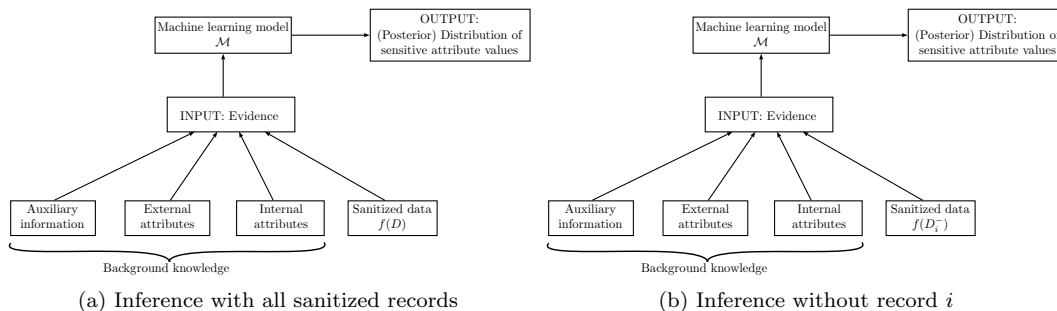 Machine learning model
M
OUTPUT:
(Posterior) Distribution of
sensitive attribute values
INPUT: Evidence
Auxiliary
information
External
attributes
Internal
attributes
Sanitized data
f(D)
Background knowledge
(a) Inference with all sanitized records
Machine learning model
M
OUTPUT:
(Posterior) Distribution of
sensitive attribute values
INPUT: Evidence
Auxiliary
information
External
attributes
Internal
attributes
Sanitized data
f(D_i^-)
Background knowledge
(b) Inference without record i